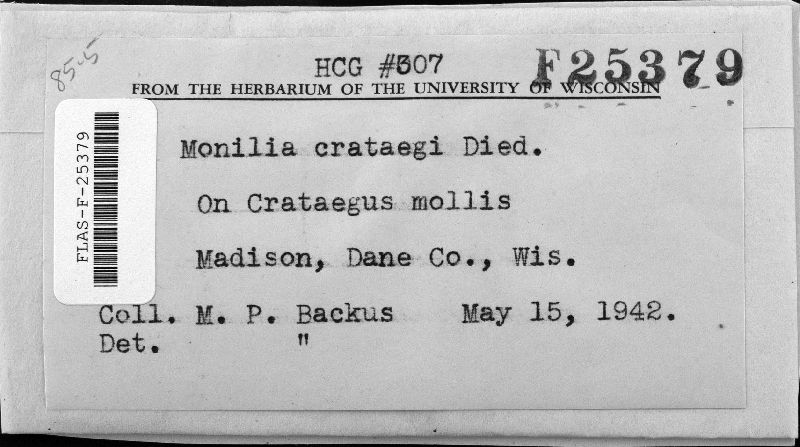 85-5
HCG #307
F25379
FROM THE HERBARIUM OF THE UNIVERSITY OF WISCONSIN
FLAS-F-25379
Monilia crataegi Died.
On Crataegus mollis
Madison, Dane Co., Wis.
Coll. M. P. Backus May 15, 1942.
Det. "